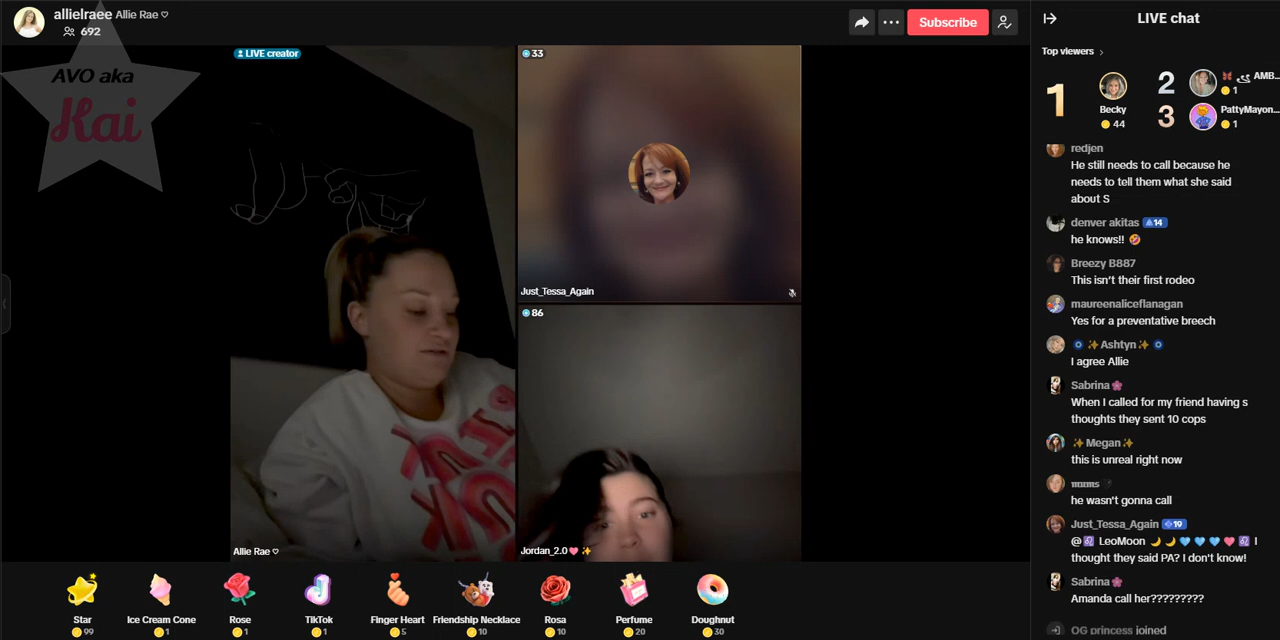 allielraee Allie Rae ♡
692
Subscribe
AVO aka
Kai
LIVE creator
33
Just_Tessa_Again
86
Allie Rae ♡
Jordan_2.0
Star
99
Ice Cream Cone
1
Rose
1
TikTok
1
Finger Heart
5
Friendship Necklace
10
Rosa
10
Perfume
20
Doughnut
30
LIVE chat
Top viewers
1
Becky
44
2
AMB...
1
3
PattyMayon...
1
redjen
He still needs to call because he
needs to tell them what she said
about S
denver akitas 14
he knows!! 🤣
Breezy B887
This isn't their first rodeo
maureenaliceflanagan
Yes for a preventative breech
✨Ashtyn✨
I agree Allie
Sabrina🌸
When I called for my friend having s
thoughts they sent 10 cops
✨Megan✨
this is unreal right now
he wasn't gonna call
Just_Tessa_Again 19
@♌ LeoMoon 🌙🌙💙💙💙💗♌ I
thought they said PA? I don't know!
Sabrina🌸
Amanda call her?????????
OG princess joined